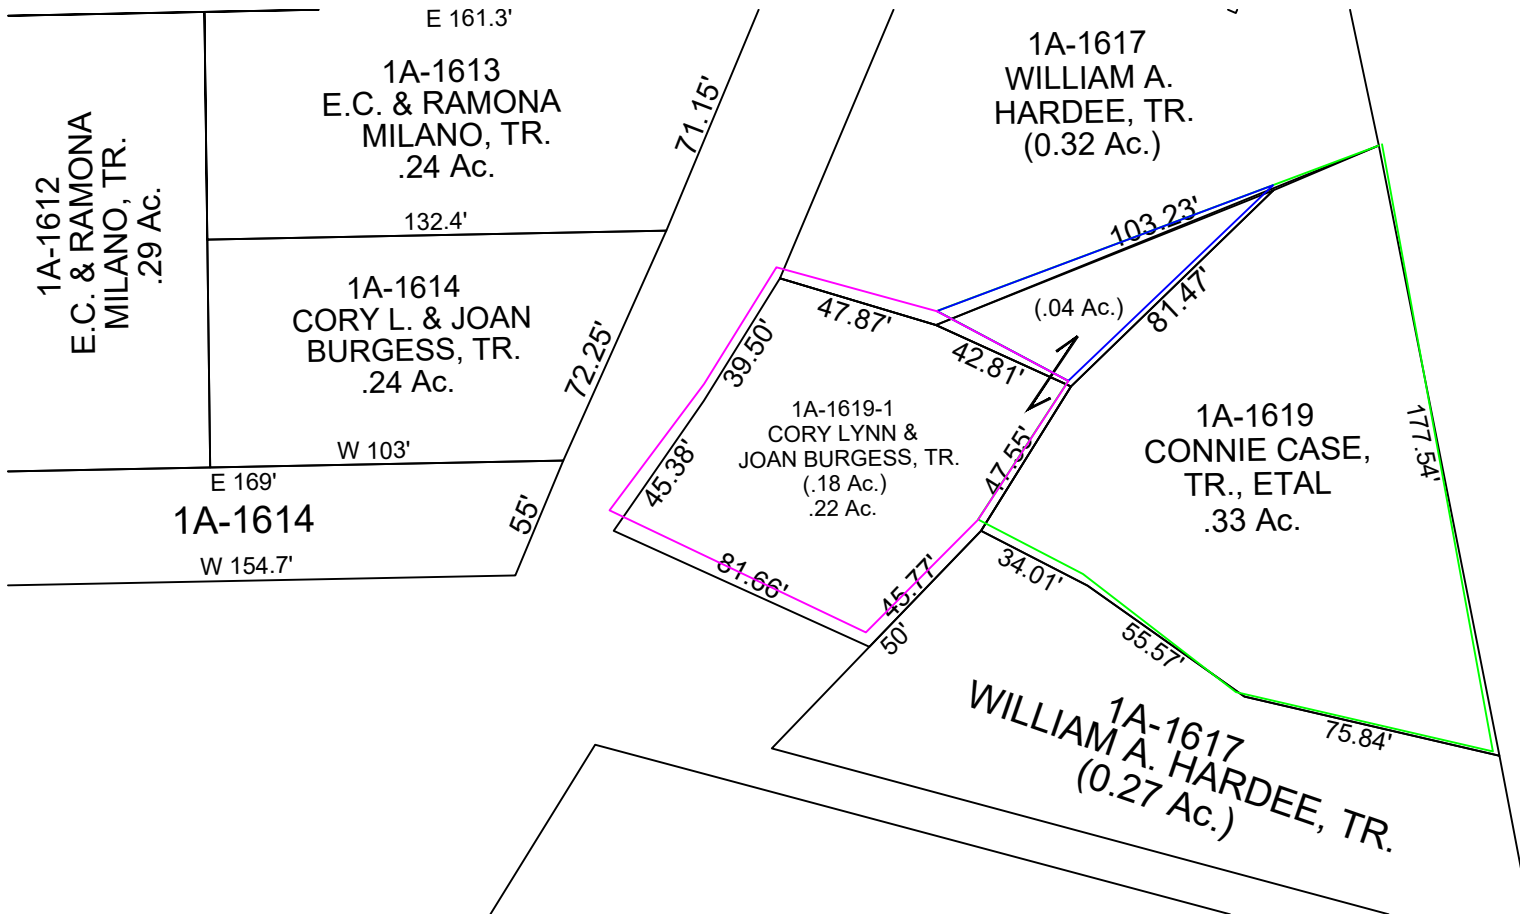 E 161.3'
1A-1613
E.C. & RAMONA
MILANO, TR.
.24 Ac.
132.4'
1A-1612
E.C. & RAMONA
MILANO, TR.
.29 Ac.
71.15'
1A-1617
WILLIAM A.
HARDEE, TR.
(0.32 Ac.)
1A-1614
CORY L. & JOAN
BURGESS, TR.
.24 Ac.
72.25'
W 103'
E 169'
1A-1614
W 154.7'
55'
103.23'
47.87'
(.04 Ac.)
81.47'
39.50'
42.81'
45.38'
1A-1619-1
CORY LYNN &
JOAN BURGESS, TR.
(.18 Ac.)
.22 Ac.
47.55'
1A-1619
CONNIE CASE,
TR., ETAL
.33 Ac.
177.54'
81.66'
45.77'
50'
34.01'
55.57'
75.84'
1A-1617
WILLIAM A. HARDEE, TR.
(0.27 Ac.)